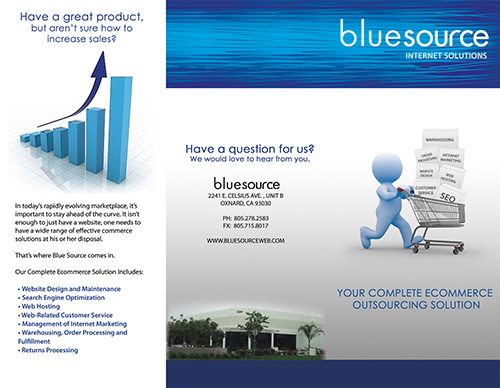 Have a great product,
but aren't sure how to
increase sales?
In today's rapidly evolving marketplace, it's
important to stay ahead of the curve. It isn't
enough to just have a website, one needs to
have a wide range of effective commerce
solutions at his or her disposal.
That's where Blue Source comes in.
Our Complete Ecommerce Solution Includes:
• Website Design and Maintenance
• Search Engine Optimization
• Web Hosting
• Web-Related Customer Service
• Management of Internet Marketing
• Warehousing, Order Processing and
Fulfillment
• Returns Processing
Have a question for us?
We would love to hear from you.
bluesource
2241 E. CELSIUS AVE. , UNIT B
OXNARD, CA 93030
PH: 805.278.2583
FX: 805.715.8017
WWW.BLUESOURCEWEB.COM
bluesource
INTERNET SOLUTIONS
WAREHOUSING
ORDER
PROCESSING
INTERNET
MARKETING
WEBSITE
DESIGN
WEB
HOSTING
CUSTOMER
SERVICE
SEO
YOUR COMPLETE ECOMMERCE
OUTSOURCING SOLUTION